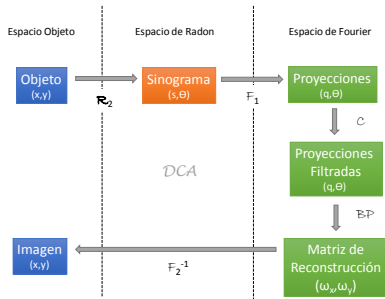 Espacio Objeto
Espacio de Radon
Espacio de Fourier
Objeto
(x,y)
R₂
Sinograma
(s,Θ)
F₁
Proyecciones
(q,Θ)
C
DCA
Proyecciones
Filtradas
(q,Θ)
BP
Imagen
(x,y)
F₂⁻¹
Matriz de
Reconstrucción
(ωₓ,ωᵧ)